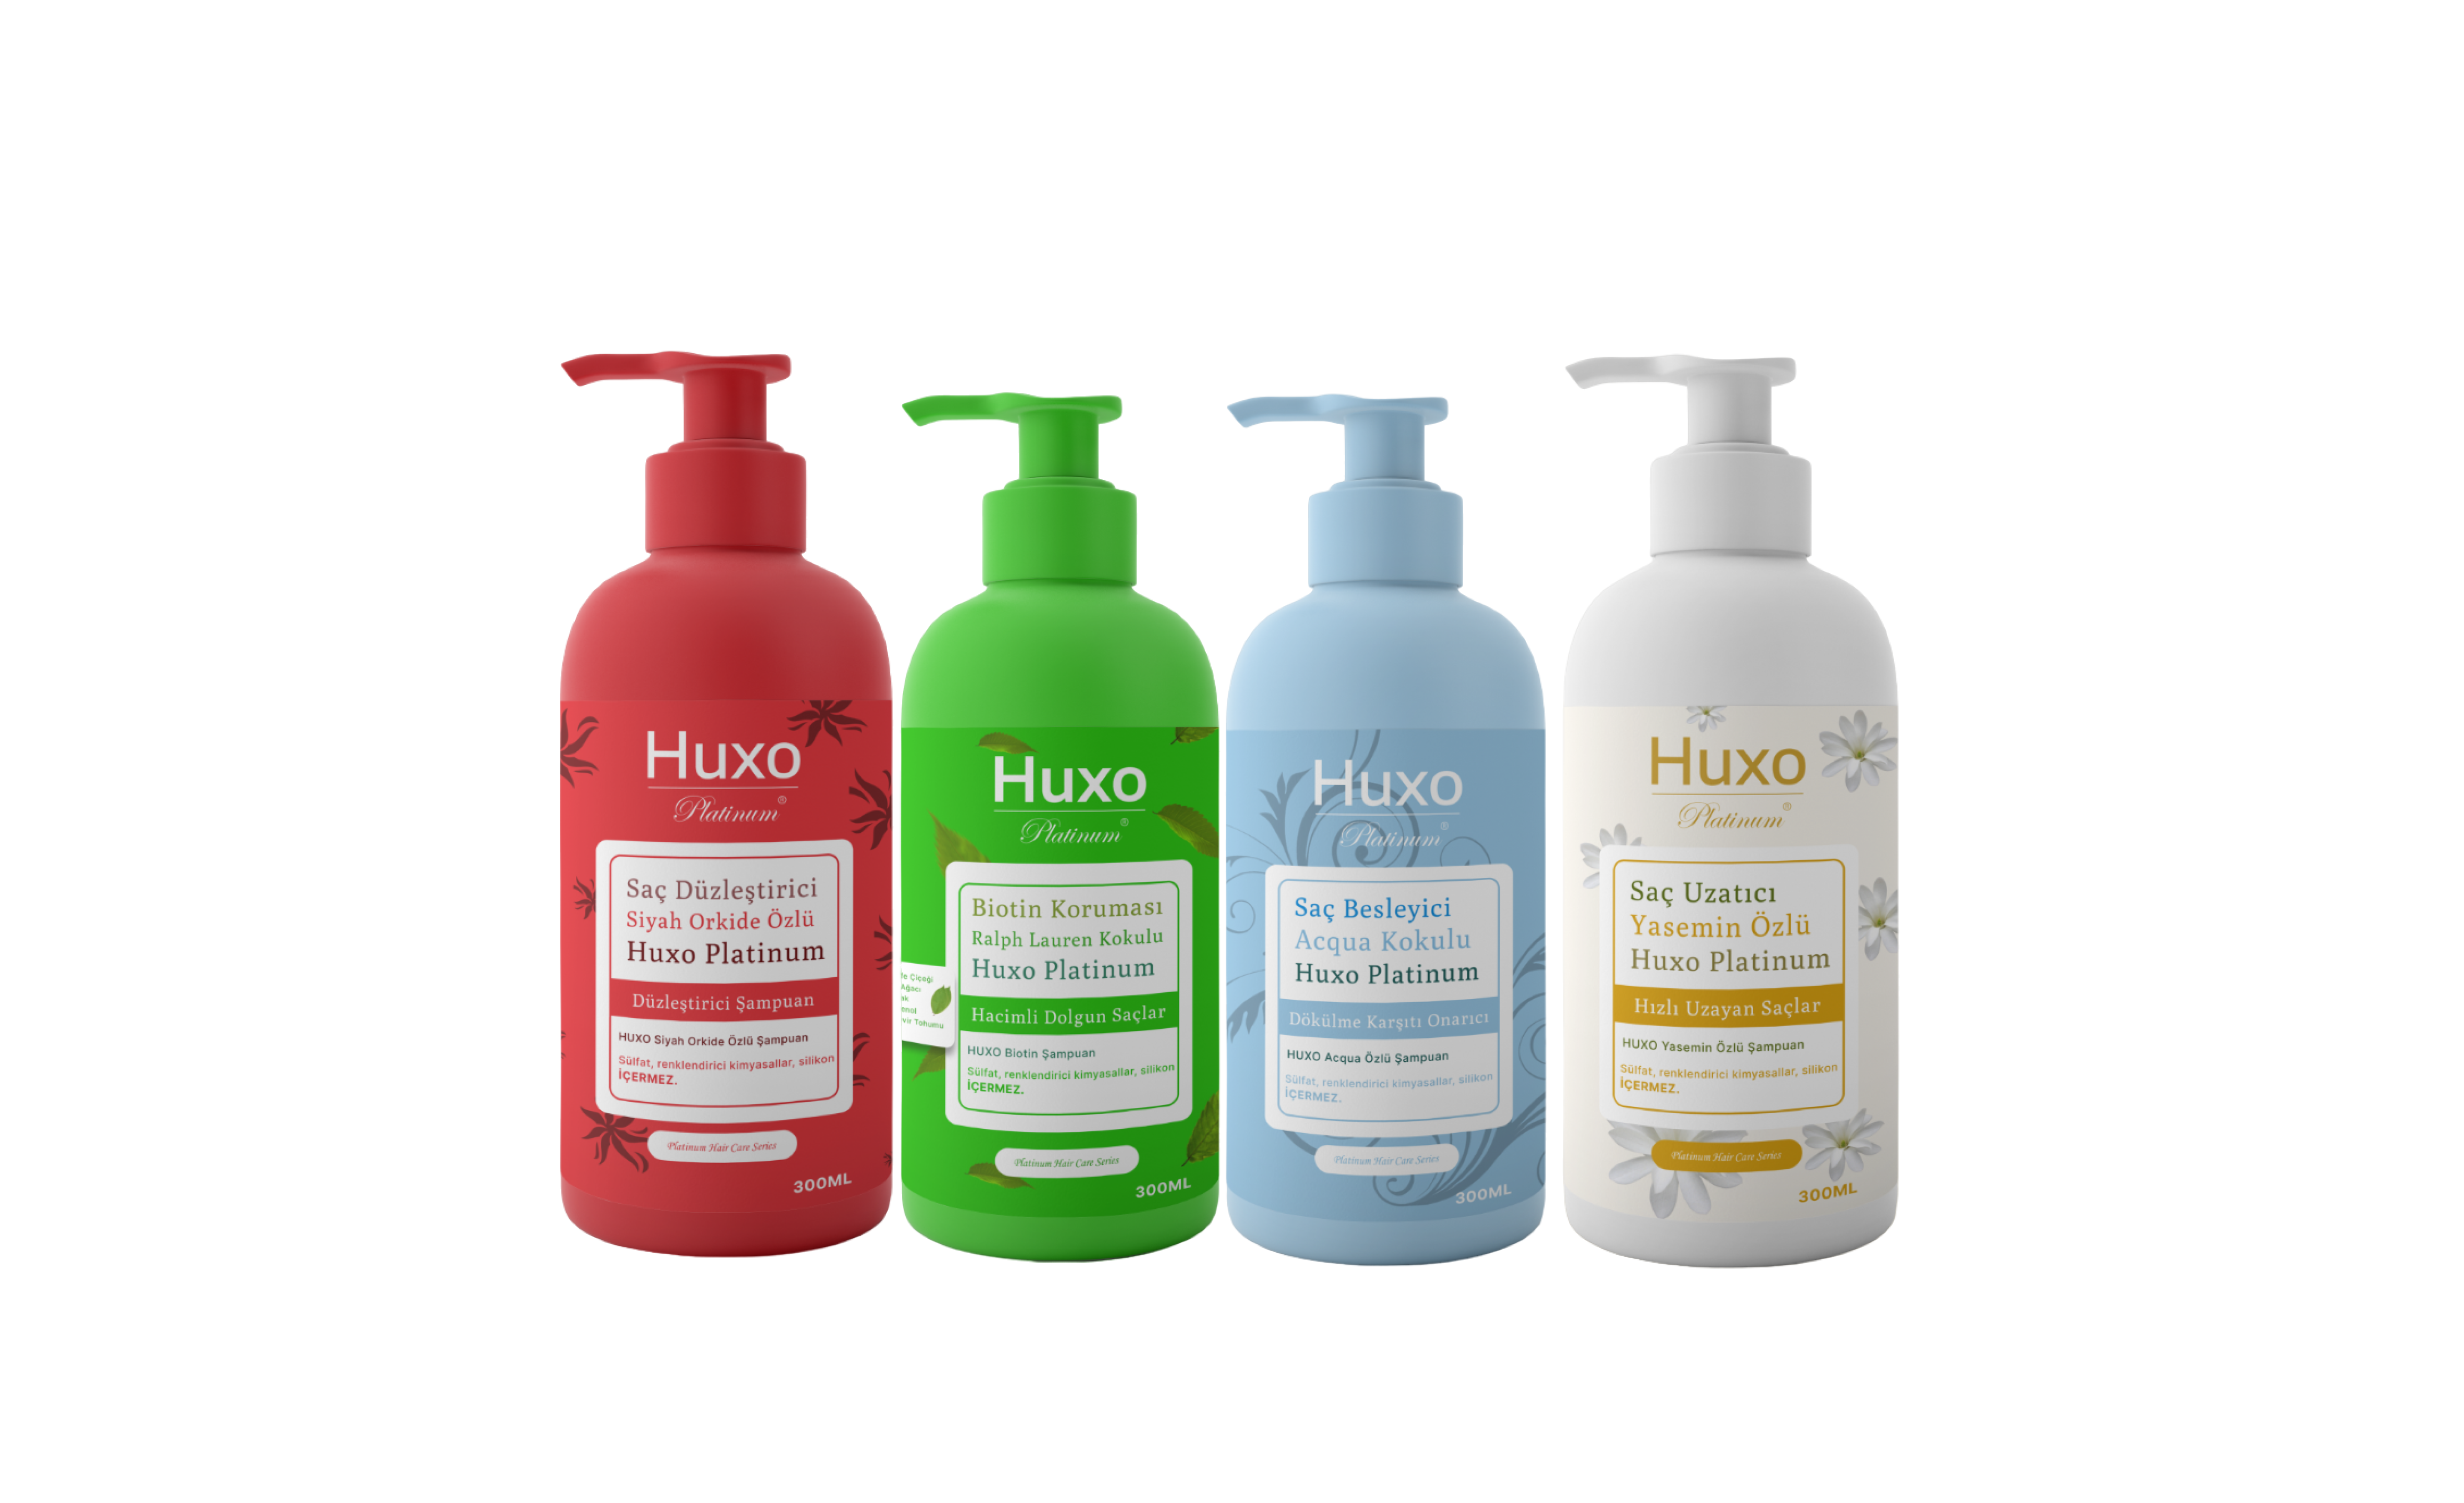 Huxo
Platinum®
Saç Düzleştirici
Siyah Orkide Özlü
Huxo Platinum
Düzleştirici Şampuan
HUXO Siyah Orkide Özlü Şampuan
Sülfat, renklendirici kimyasallar, silikon
İÇERMEZ.
Platinum Hair Care Series
300ML
Huxo
Platinum®
Biotin Koruması
Ralph Lauren Kokulu
Huxo Platinum
Hacimli Dolgun Saçlar
HUXO Biotin Şampuan
Sülfat, renklendirici kimyasallar, silikon
İÇERMEZ.
Çiçeği
Ağacı
Tohumu
Platinum Hair Care Series
300ML
Huxo
Platinum®
Saç Besleyici
Acqua Kokulu
Huxo Platinum
Dökülme Karşıtı Onarıcı
HUXO Acqua Özlü Şampuan
Sülfat, renklendirici kimyasallar, silikon
İÇERMEZ.
Platinum Hair Care Series
300ML
Huxo
Platinum®
Saç Uzatıcı
Yasemin Özlü
Huxo Platinum
Hızlı Uzayan Saçlar
HUXO Yasemin Özlü Şampuan
Sülfat, renklendirici kimyasallar, silikon
İÇERMEZ.
Platinum Hair Care Series
300ML